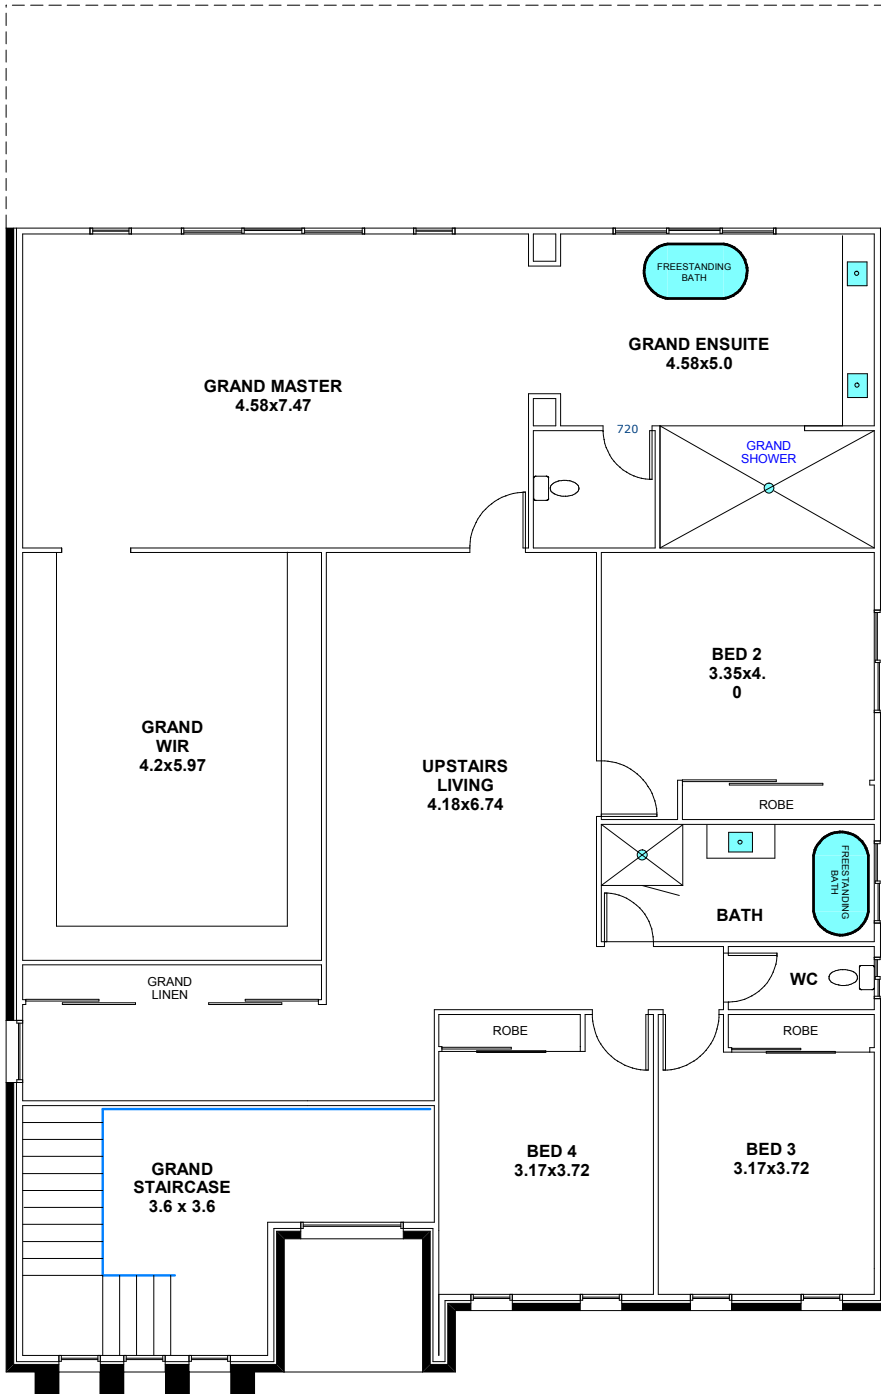 FREESTANDING
BATH
GRAND ENSUITE
4.58x5.0
GRAND MASTER
4.58x7.47
720
GRAND
SHOWER
BED 2
3.35x4.
0
GRAND
WIR
4.2x5.97
UPSTAIRS
LIVING
4.18x6.74
ROBE
FREESTANDING
BATH
BATH
WC
GRAND
LINEN
ROBE
ROBE
BED 4
3.17x3.72
BED 3
3.17x3.72
GRAND
STAIRCASE
3.6 x 3.6